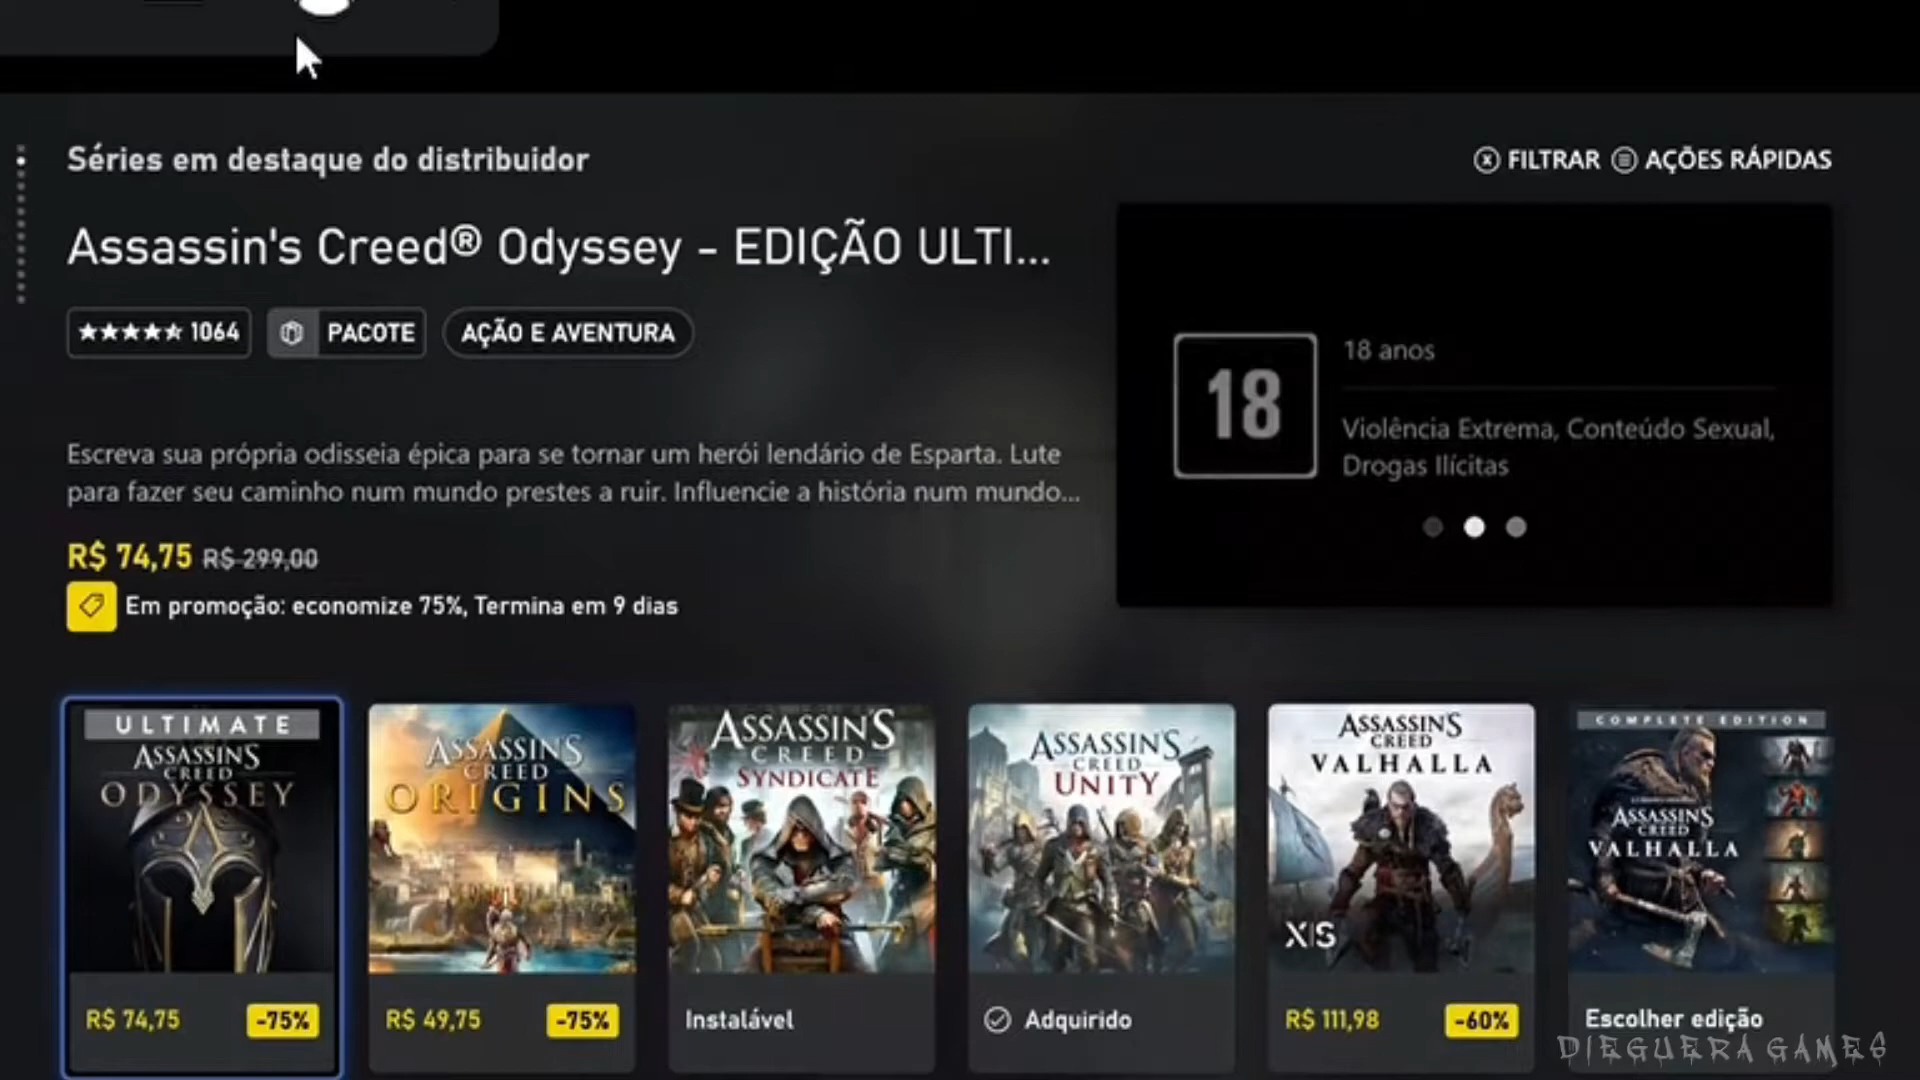 Séries em destaque do distribuidor
FILTRAR AÇÕES RÁPIDAS
Assassin's Creed® Odyssey - EDIÇÃO ULTI...
1064 PACOTE AÇÃO E AVENTURA
18
18 anos
Violência Extrema, Conteúdo Sexual,
Drogas Ilícitas
Escreva sua própria odisseia épica para se tornar um herói lendário de Esparta. Lute
para fazer seu caminho num mundo prestes a ruir. Influencie a história num mundo...
R$ 74,75 R$ 299,00
Em promoção: economize 75%, Termina em 9 dias
ULTIMATE
ASSASSIN'S
CREED
ODYSSEY
R$ 74,75 -75%
ASSASSIN'S
CREED
ORIGINS
R$ 49,75 -75%
ASSASSIN'S
CREED
SYNDICATE
Instalável
ASSASSIN'S
CREED
UNITY
Adquirido
ASSASSIN'S
CREED
VALHALLA
X|S
R$ 111,98 -60%
COMPLETE EDITION
ASSASSIN'S
CREED
VALHALLA
Escolher edição
DIEGUERA GAMES